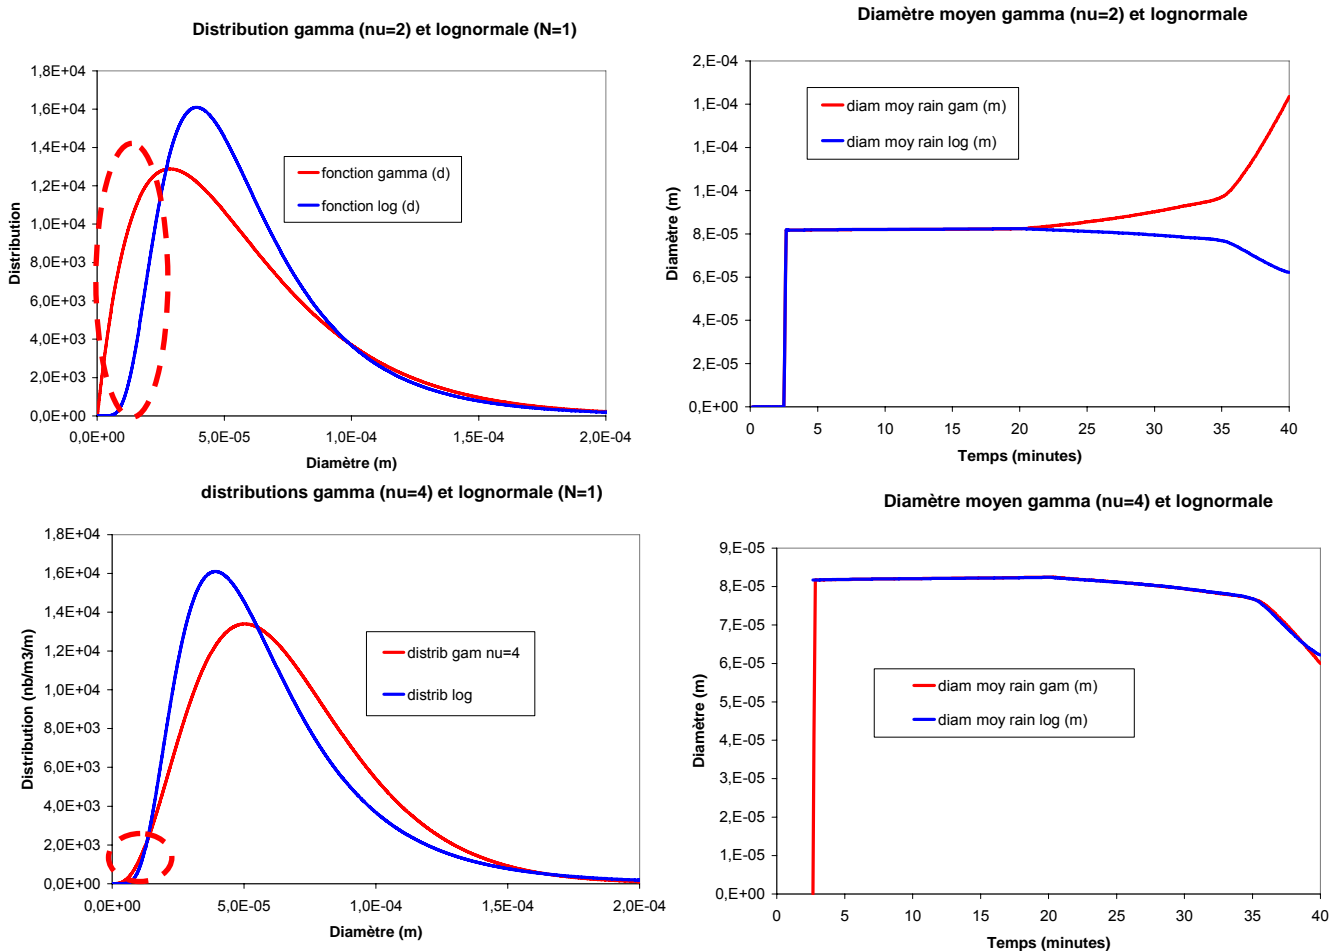 Distribution gamma (nu=2) et lognormale (N=1)
1,8E+04
1,6E+04
1,4E+04
1,2E+04
1,0E+04
8,0E+03
6,0E+03
4,0E+03
2,0E+03
0,0E+00
Distribution
fonction gamma (d)
fonction log (d)
0,0E+00 5,0E-05 1,0E-04 1,5E-04 2,0E-04
Diamètre (m)
Diamètre moyen gamma (nu=2) et lognormale
2,E-04
1,E-04
1,E-04
8,E-05
6,E-05
4,E-05
2,E-05
0,E+00
Diamètre (m)
diam moy rain gam (m)
diam moy rain log (m)
0 5 10 15 20 25 30 35 40
Temps (minutes)
distributions gamma (nu=4) et lognormale (N=1)
1,8E+04
1,6E+04
1,4E+04
1,2E+04
1,0E+04
8,0E+03
6,0E+03
4,0E+03
2,0E+03
0,0E+00
Distribution (nb/m3/m)
distrib gam nu=4
distrib log
0,0E+00 5,0E-05 1,0E-04 1,5E-04 2,0E-04
Diamètre (m)
Diamètre moyen gamma (nu=4) et lognormale
9,E-05
8,E-05
7,E-05
6,E-05
5,E-05
4,E-05
3,E-05
2,E-05
1,E-05
0,E+00
Diamètre (m)
diam moy rain gam (m)
diam moy rain log (m)
0 5 10 15 20 25 30 35 40
Temps (minutes)